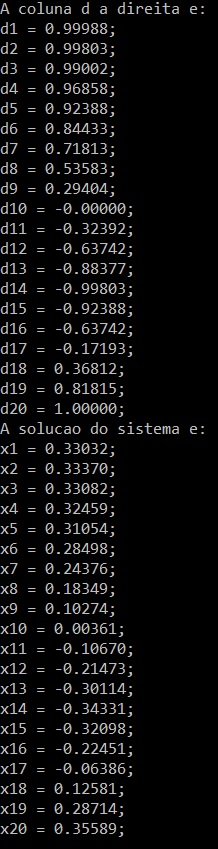 A coluna d a direita e:
d1 = 0.99988;
d2 = 0.99803;
d3 = 0.99002;
d4 = 0.96858;
d5 = 0.92388;
d6 = 0.84433;
d7 = 0.71813;
d8 = 0.53583;
d9 = 0.29404;
d10 = -0.00000;
d11 = -0.32392;
d12 = -0.63742;
d13 = -0.88377;
d14 = -0.99803;
d15 = -0.92388;
d16 = -0.63742;
d17 = -0.17193;
d18 = 0.36812;
d19 = 0.81815;
d20 = 1.00000;
A solucao do sistema e:
x1 = 0.33032;
x2 = 0.33370;
x3 = 0.33082;
x4 = 0.32459;
x5 = 0.31054;
x6 = 0.28498;
x7 = 0.24376;
x8 = 0.18349;
x9 = 0.10274;
x10 = 0.00361;
x11 = -0.10670;
x12 = -0.21473;
x13 = -0.30114;
x14 = -0.34331;
x15 = -0.32098;
x16 = -0.22451;
x17 = -0.06386;
x18 = 0.12581;
x19 = 0.28714;
x20 = 0.35589;